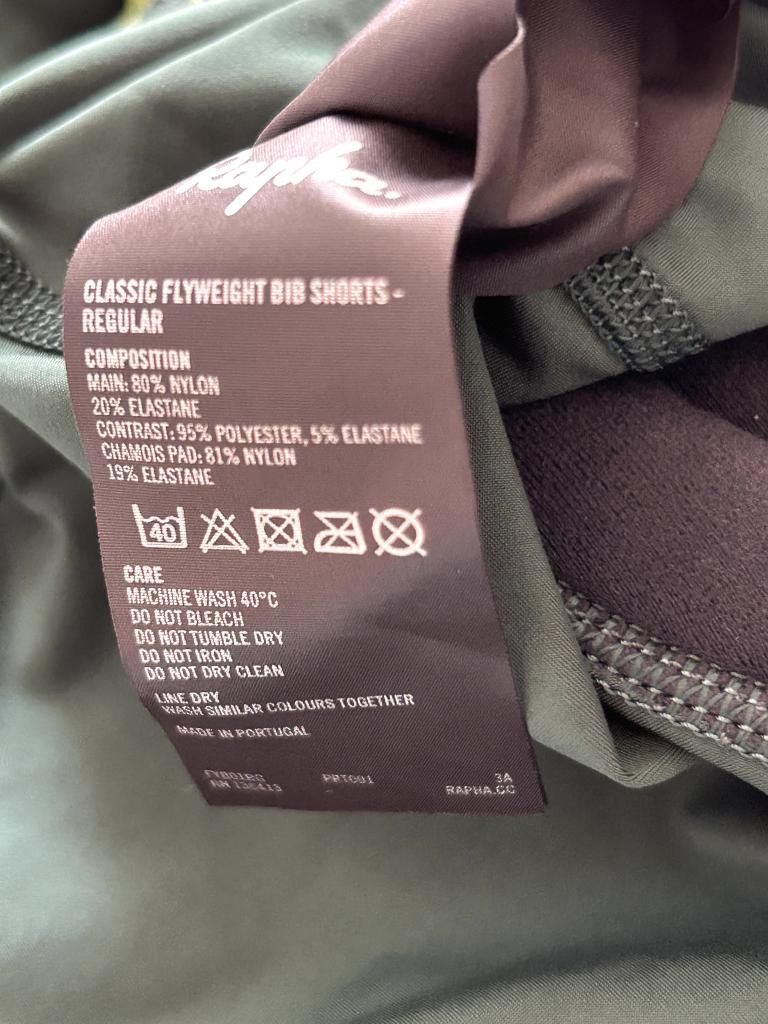 Rapha.
CLASSIC FLYWEIGHT BIB SHORTS -
REGULAR
COMPOSITION
MAIN: 80% NYLON
20% ELASTANE
CONTRAST: 95% POLYESTER, 5% ELASTANE
CHAMOIS PAD: 81% NYLON
19% ELASTANE
40
CARE
MACHINE WASH 40°C
DO NOT BLEACH
DO NOT TUMBLE DRY
DO NOT IRON
DO NOT DRY CLEAN
LINE DRY
WASH SIMILAR COLOURS TOGETHER
MADE IN PORTUGAL
PRTC01 3A
RN RAPHA.CC